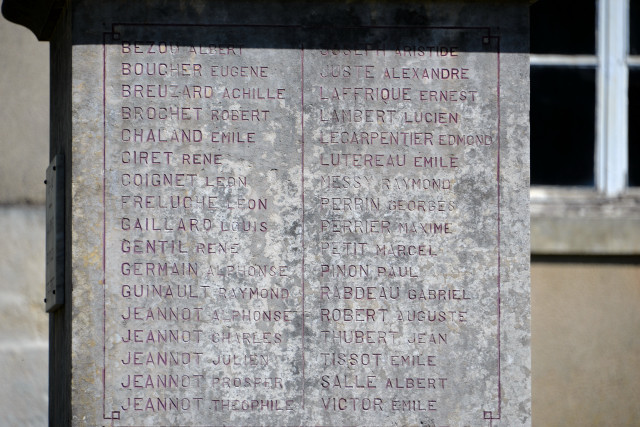 BEZOU ALBERT
BOUCHER EUGENE
BREUZARD ACHILLE
BROCHET ROBERT
CHALAND EMILE
CIRET RENE
COIGNET LEON
FRELUCHE LEON
GAILLARD LOUIS
GENTIL RENE
GERMAIN ALPHONSE
GUINAULT RAYMOND
JEANNOT ALPHONSE
JEANNOT CHARLES
JEANNOT JULIEN
JEANNOT PROSPER
JEANNOT THEOPHILE
JOSEPH ARISTIDE
JUSTE ALEXANDRE
LAFFRIQUE ERNEST
LAMBERT LUCIEN
LECARPENTIER EDMOND
LUTEREAU EMILE
MESSY RAYMOND
PERRIN GEORGES
PERRIER MAXIME
PETIT MARCEL
PINON PAUL
RABDEAU GABRIEL
ROBERT AUGUSTE
THUBERT JEAN
TISSOT EMILE
SALLE ALBERT
VICTOR EMILE